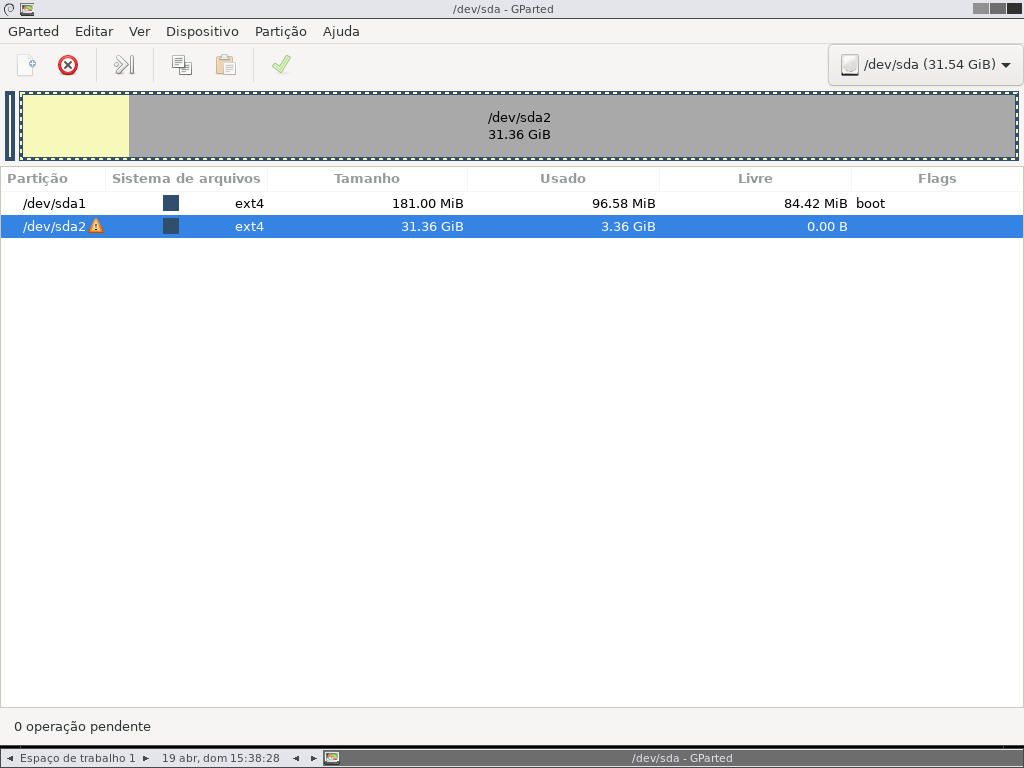 /dev/sda - GParted
GParted Editar Ver Dispositivo Partição Ajuda
/dev/sda (31.54 GiB)
/dev/sda2
31.36 GiB
Partição Sistema de arquivos Tamanho Usado Livre Flags
/dev/sda1 ext4 181.00 MiB 96.58 MiB 84.42 MiB boot
/dev/sda2 ext4 31.36 GiB 3.36 GiB 0.00 B
0 operação pendente
Espaço de trabalho 1 19 abr, dom 15:38:28 /dev/sda - GParted